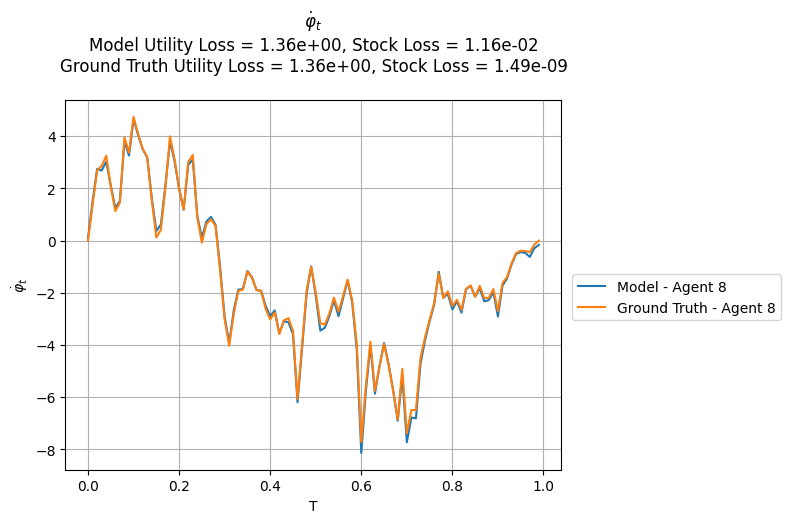 φ̇ₜ
Model Utility Loss = 1.36e+00, Stock Loss = 1.16e-02
Ground Truth Utility Loss = 1.36e+00, Stock Loss = 1.49e-09
φ̇ₜ
4
2
0
−2
−4
−6
−8
0.0 0.2 0.4 0.6 0.8 1.0
T
Model - Agent 8
Ground Truth - Agent 8